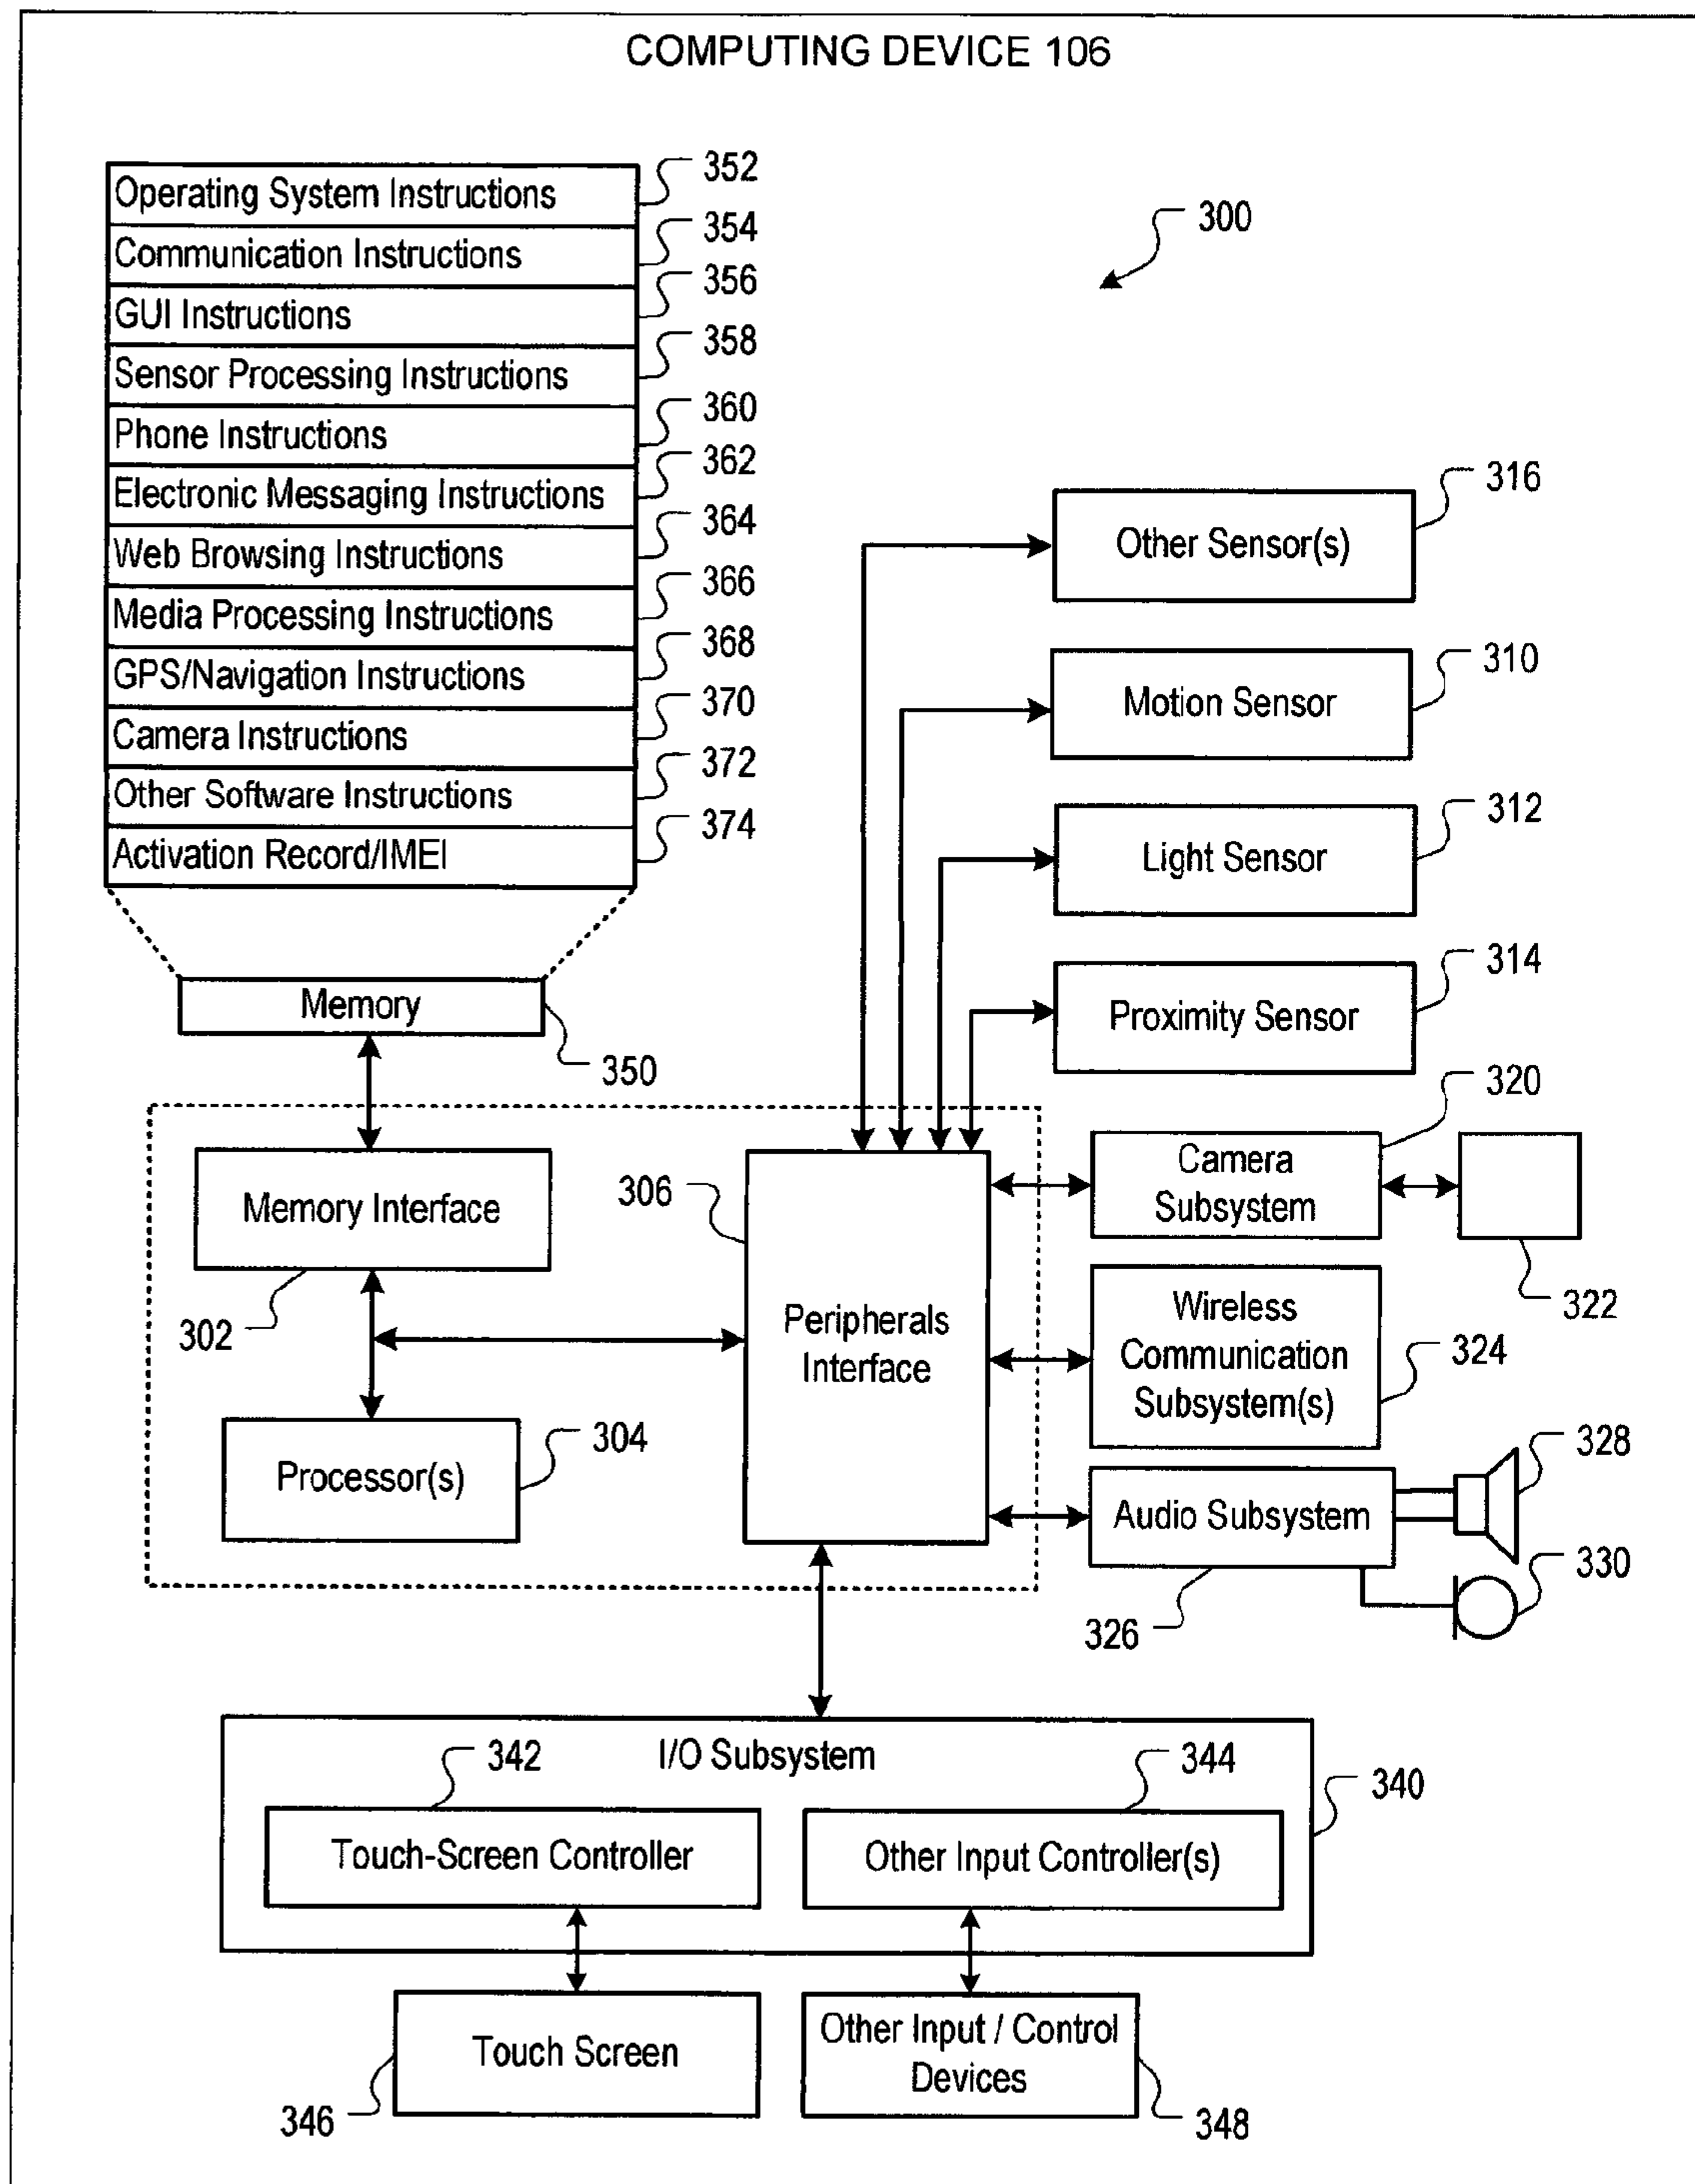 COMPUTING DEVICE 106
Operating System Instructions
352
Communication Instructions
354
GUI Instructions
356
Sensor Processing Instructions
358
Phone Instructions
360
Electronic Messaging Instructions
362
Web Browsing Instructions
364
Media Processing Instructions
366
GPS/Navigation Instructions
368
Camera Instructions
370
Other Software Instructions
372
Activation Record/IMEI
374
300
Other Sensor(s)
316
Motion Sensor
310
Light Sensor
312
Proximity Sensor
314
Memory
350
Memory Interface
302
Processor(s)
304
306
Peripherals
Interface
Camera
Subsystem
320
322
Wireless
Communication
Subsystem(s)
324
Audio Subsystem
326
328
330
I/O Subsystem
340
342
Touch-Screen Controller
344
Other Input Controller(s)
Touch Screen
346
Other Input / Control
Devices
348